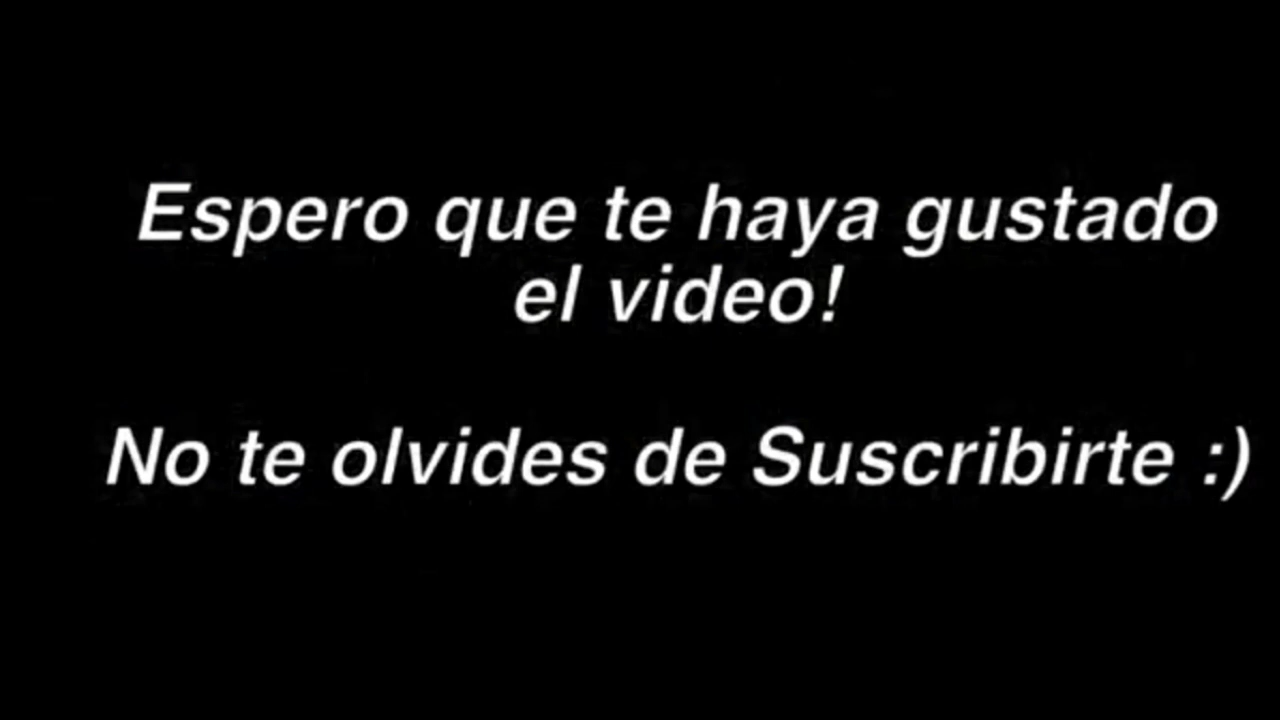 Espero que te haya gustado
el video!
No te olvides de Suscribirte :)